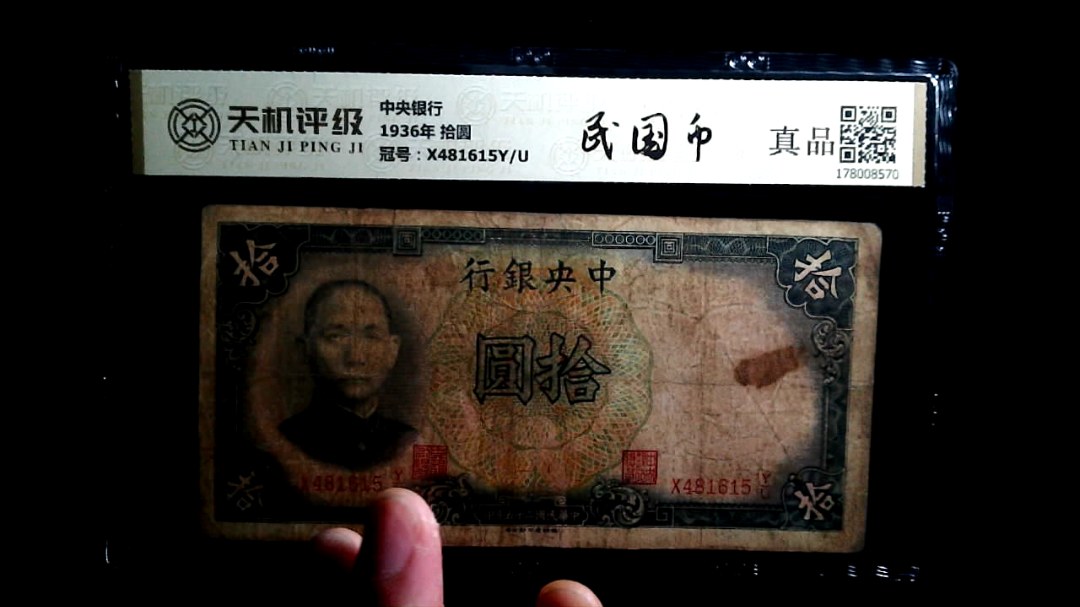 天机评级
TIAN JI PING JI
中央银行
1936年 拾圆
冠号：X481615Y/U
民国币
真品
178008570
拾
拾
行銀央中
圓拾
X481615 Y/U
X481615 Y/U
拾
拾